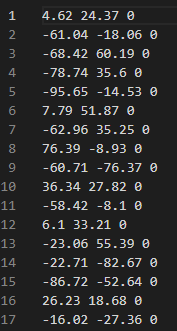 1 4.62 24.37 0
2 -61.04 -18.06 0
3 -68.42 60.19 0
4 -78.74 35.6 0
5 -95.65 -14.53 0
6 7.79 51.87 0
7 -62.96 35.25 0
8 76.39 -8.93 0
9 -60.71 -76.37 0
10 36.34 27.82 0
11 -58.42 -8.1 0
12 6.1 33.21 0
13 -23.06 55.39 0
14 -22.71 -82.67 0
15 -86.72 -52.64 0
16 26.23 18.68 0
17 -16.02 -27.36 0